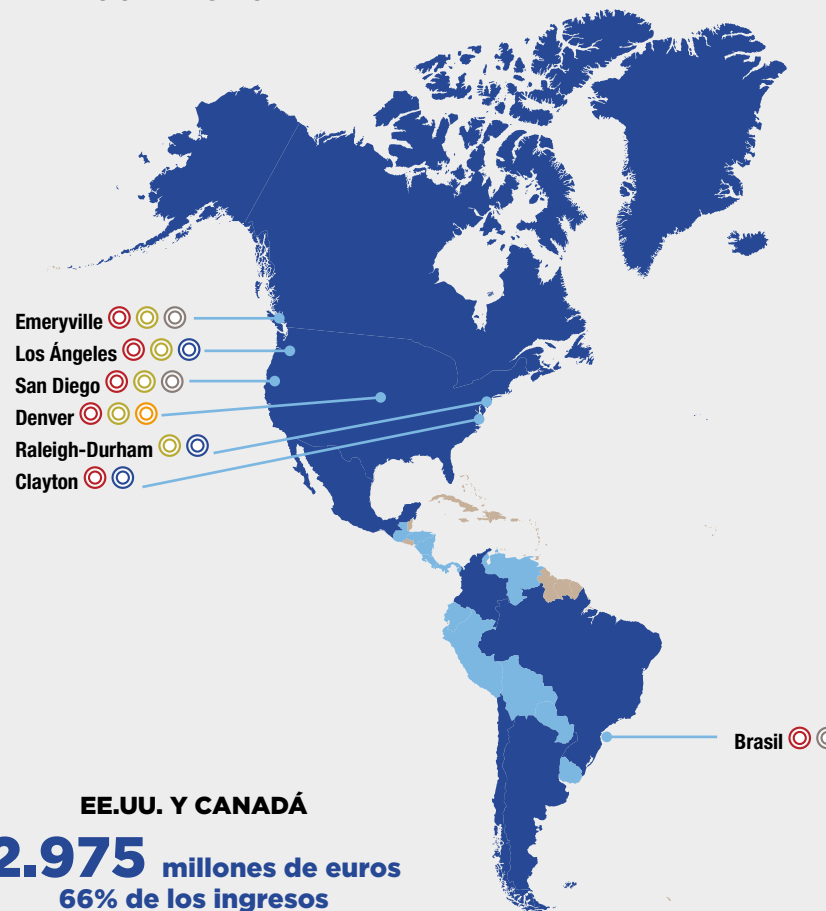 Emeryville
Los Ángeles
San Diego
Denver
Raleigh-Durham
Clayton
Brasil
EE.UU. Y CANADÁ
2.975 millones de euros
66% de los ingresos